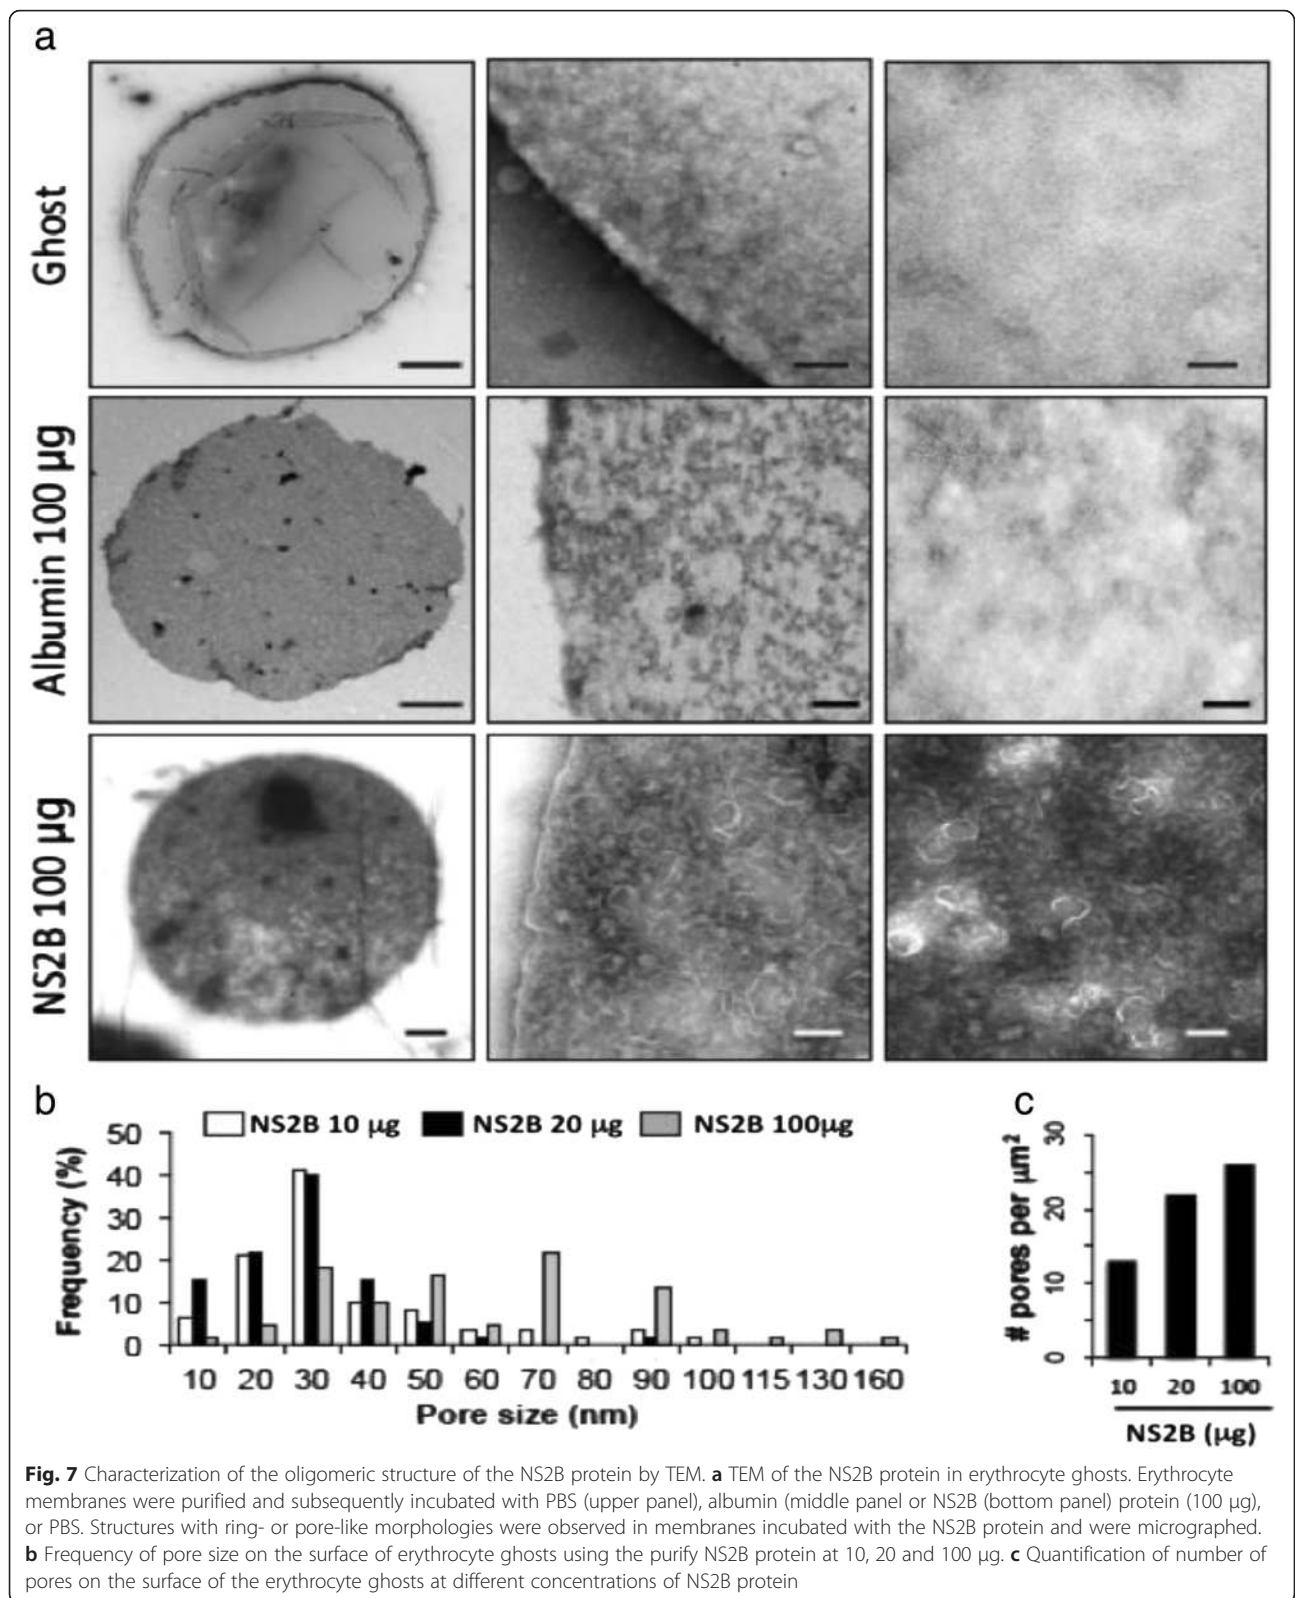 a
Ghost
Albumin 100 µg
NS2B 100 µg
b
NS2B 10 µg NS2B 20 µg NS2B 100µg
Frequency (%)
50
40
30
20
10
0
10 20 30 40 50 60 70 80 90 100 115 130 160
Pore size (nm)
c
# pores per µm²
30
20
10
0
10 20 100
NS2B (µg)
Fig. 7 Characterization of the oligomeric structure of the NS2B protein by TEM. a TEM of the NS2B protein in erythrocyte ghosts. Erythrocyte
membranes were purified and subsequently incubated with PBS (upper panel), albumin (middle panel or NS2B (bottom panel) protein (100 µg),
or PBS. Structures with ring- or pore-like morphologies were observed in membranes incubated with the NS2B protein and were micrographed.
b Frequency of pore size on the surface of erythrocyte ghosts using the purify NS2B protein at 10, 20 and 100 µg. c Quantification of number of
pores on the surface of the erythrocyte ghosts at different concentrations of NS2B protein